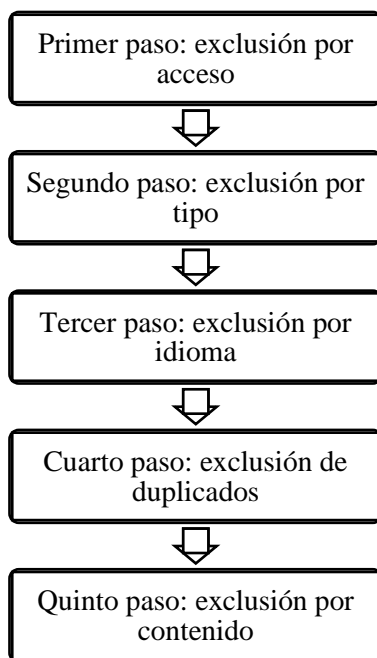 Primer paso: exclusión por
acceso
Segundo paso: exclusión por
tipo
Tercer paso: exclusión por
idioma
Cuarto paso: exclusión de
duplicados
Quinto paso: exclusión por
contenido